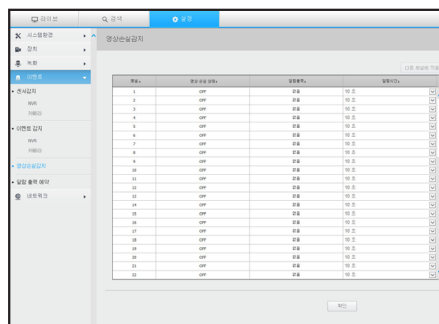 라이브 검색 설정
시스템환경
장치
녹화
이벤트
센서감지
NVR
카메라
이벤트 감지
NVR
카메라
영상손실감지
알람 출력 예약
네트워크
영상손실감지
채널 영상 손실 상태 알람출력 알람시간
1 OFF 없음 10 초
2 OFF 없음 10 초
3 OFF 없음 10 초
4 OFF 없음 10 초
5 OFF 없음 10 초
6 OFF 없음 10 초
7 OFF 없음 10 초
8 OFF 없음 10 초
9 OFF 없음 10 초
10 OFF 없음 10 초
11 OFF 없음 10 초
12 OFF 없음 10 초
13 OFF 없음 10 초
14 OFF 없음 10 초
15 OFF 없음 10 초
16 OFF 없음 10 초
17 OFF 없음 10 초
18 OFF 없음 10 초
19 OFF 없음 10 초
20 OFF 없음 10 초
21 OFF 없음 10 초
22 OFF 없음 10 초
확인